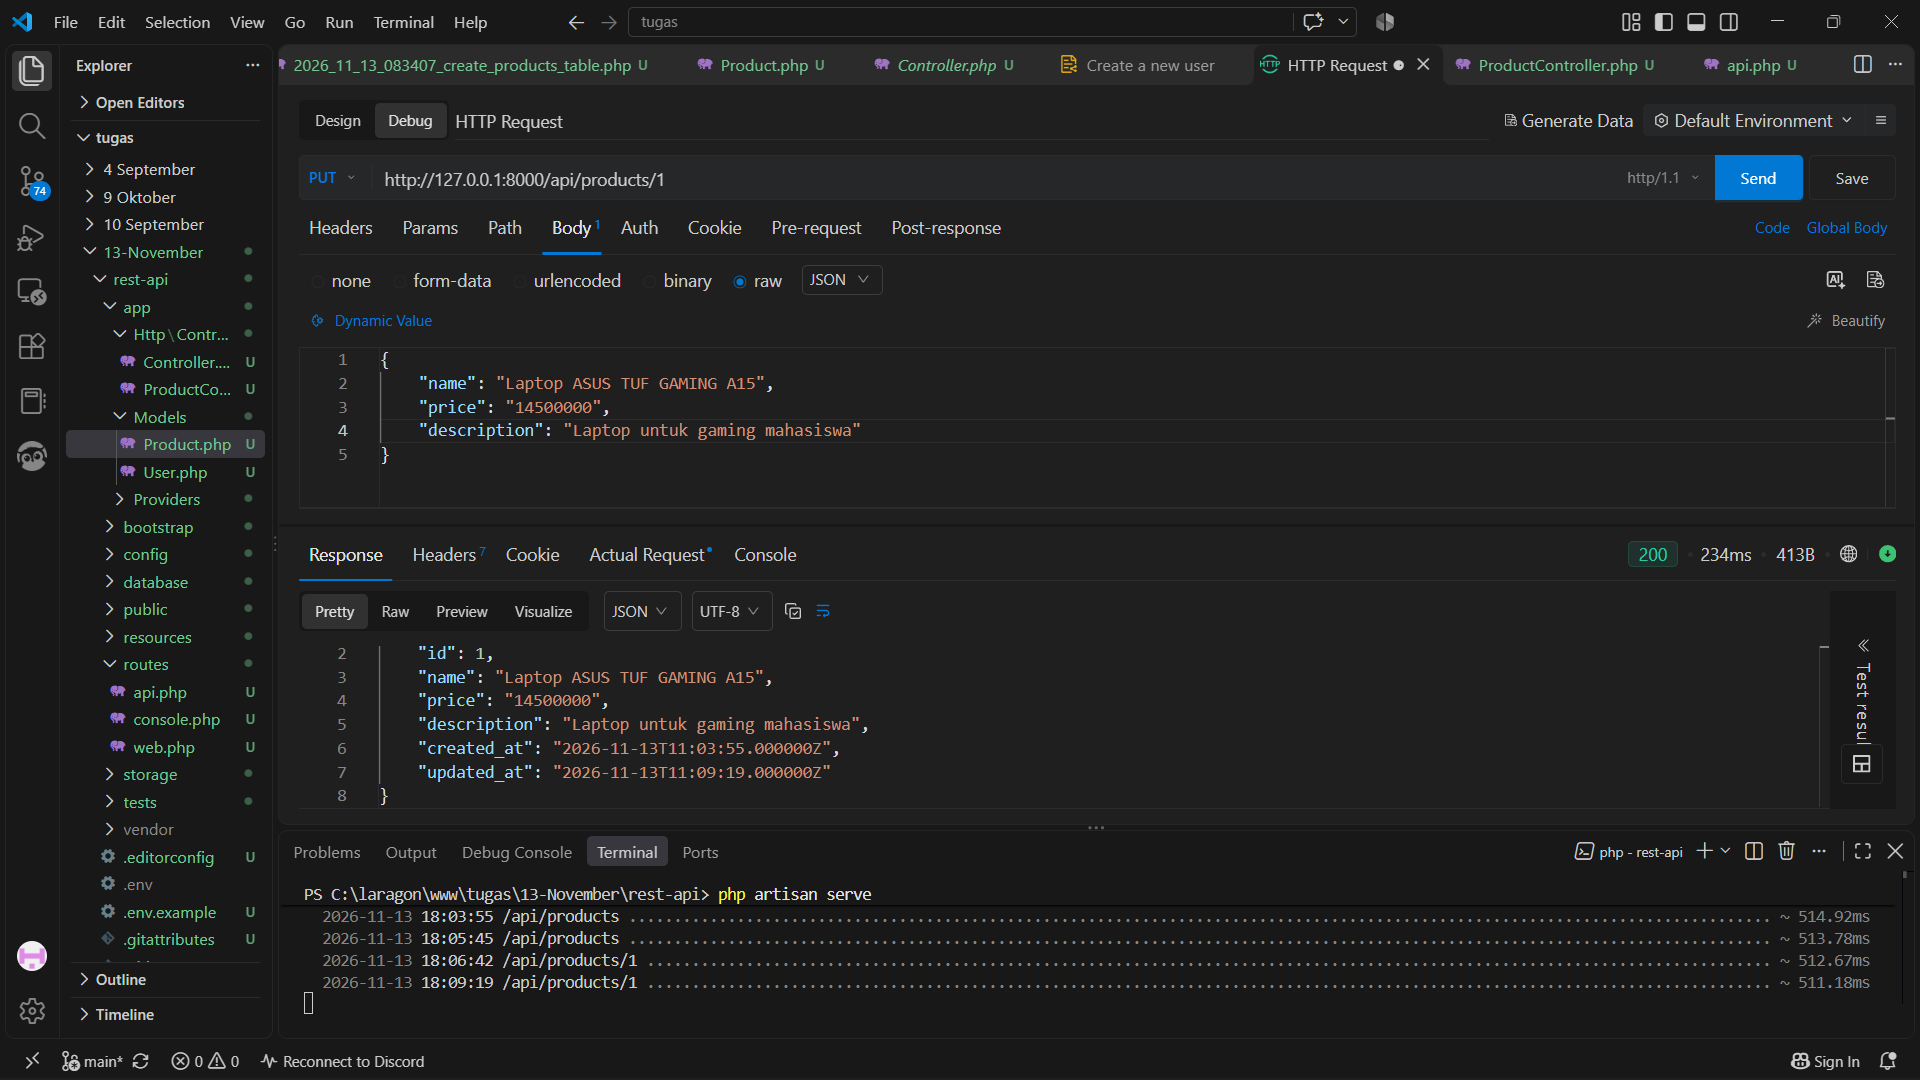 File Edit Selection View Go Run Terminal Help
tugas
Explorer
Open Editors
tugas
4 September
9 Oktober
10 September
13-November
rest-api
app
Http\Contr...
Controller.... U
ProductCo... U
Models
Product.php U
User.php U
Providers
bootstrap
config
database
public
resources
routes
api.php U
console.php U
web.php U
storage
tests
vendor
.editorconfig U
.env
.env.example U
.gitattributes U
Outline
Timeline
74
2026_11_13_083407_create_products_table.php U Product.php U Controller.php U Create a new user HTTP HTTP Request ProductController.php U api.php U
Design Debug HTTP Request Generate Data Default Environment
PUT http://127.0.0.1:8000/api/products/1 http/1.1 Send Save
Headers Params Path Body 1 Auth Cookie Pre-request Post-response Code Global Body
none form-data urlencoded binary raw JSON AI
Dynamic Value Beautify
1 {
2 "name": "Laptop ASUS TUF GAMING A15",
3 "price": "14500000",
4 "description": "Laptop untuk gaming mahasiswa"
5 }
Response Headers 7 Cookie Actual Request Console 200 234ms 413B
Pretty Raw Preview Visualize JSON UTF-8
2 "id": 1,
3 "name": "Laptop ASUS TUF GAMING A15",
4 "price": "14500000",
5 "description": "Laptop untuk gaming mahasiswa",
6 "created_at": "2026-11-13T11:03:55.000000Z",
7 "updated_at": "2026-11-13T11:09:19.000000Z"
8 }
Test resul
Problems Output Debug Console Terminal Ports php - rest-api
PS C:\laragon\www\tugas\13-November\rest-api> php artisan serve
2026-11-13 18:03:55 /api/products ........ ~ 514.92ms
2026-11-13 18:05:45 /api/products ........ ~ 513.78ms
2026-11-13 18:06:42 /api/products/1 ........ ~ 512.67ms
2026-11-13 18:09:19 /api/products/1 ........ ~ 511.18ms
main* 0 0 Reconnect to Discord Sign In